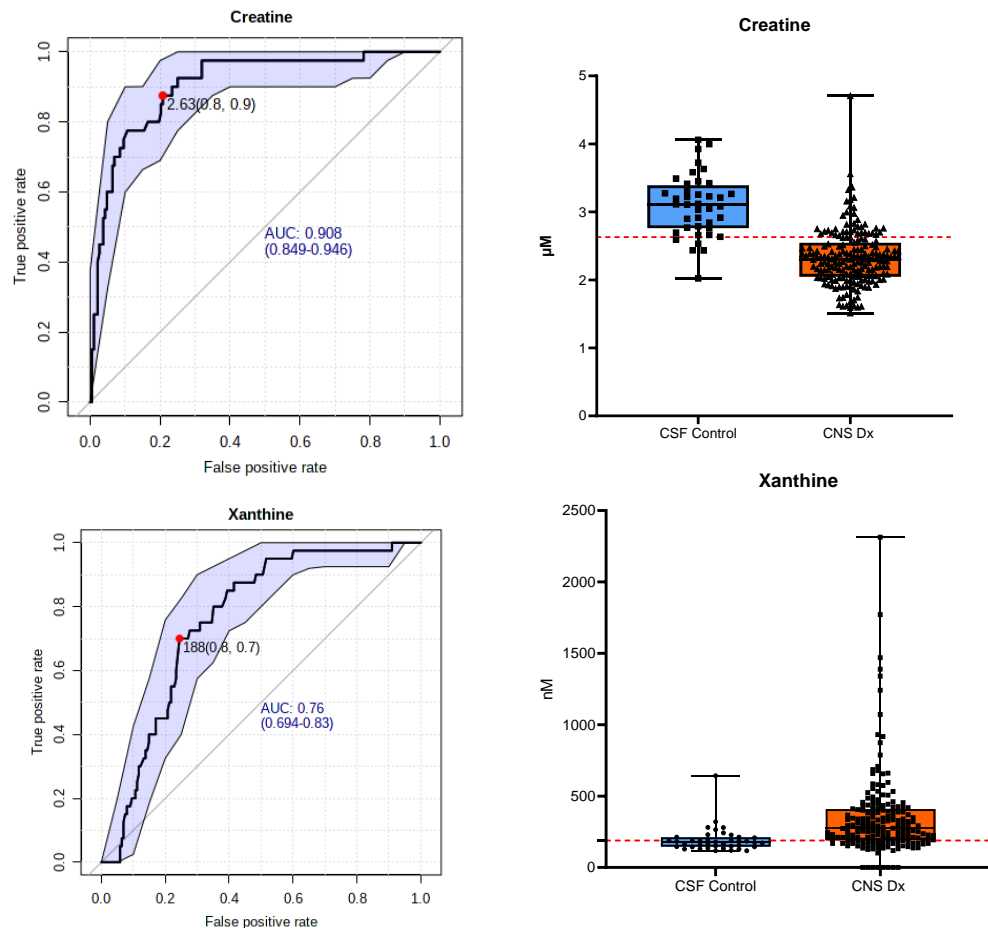 Creatine
True positive rate
1.0
0.8
0.6
0.4
0.2
0.0
2.63(0.8, 0.9)
AUC: 0.908
(0.849-0.946)
0.0 0.2 0.4 0.6 0.8 1.0
False positive rate
Creatine
µM
5
4
3
2
1
0
CSF Control CNS Dx
Xanthine
True positive rate
1.0
0.8
0.6
0.4
0.2
0.0
188(0.8, 0.7)
AUC: 0.76
(0.694-0.83)
0.0 0.2 0.4 0.6 0.8 1.0
False positive rate
Xanthine
nM
2500
2000
1500
1000
500
0
CSF Control CNS Dx